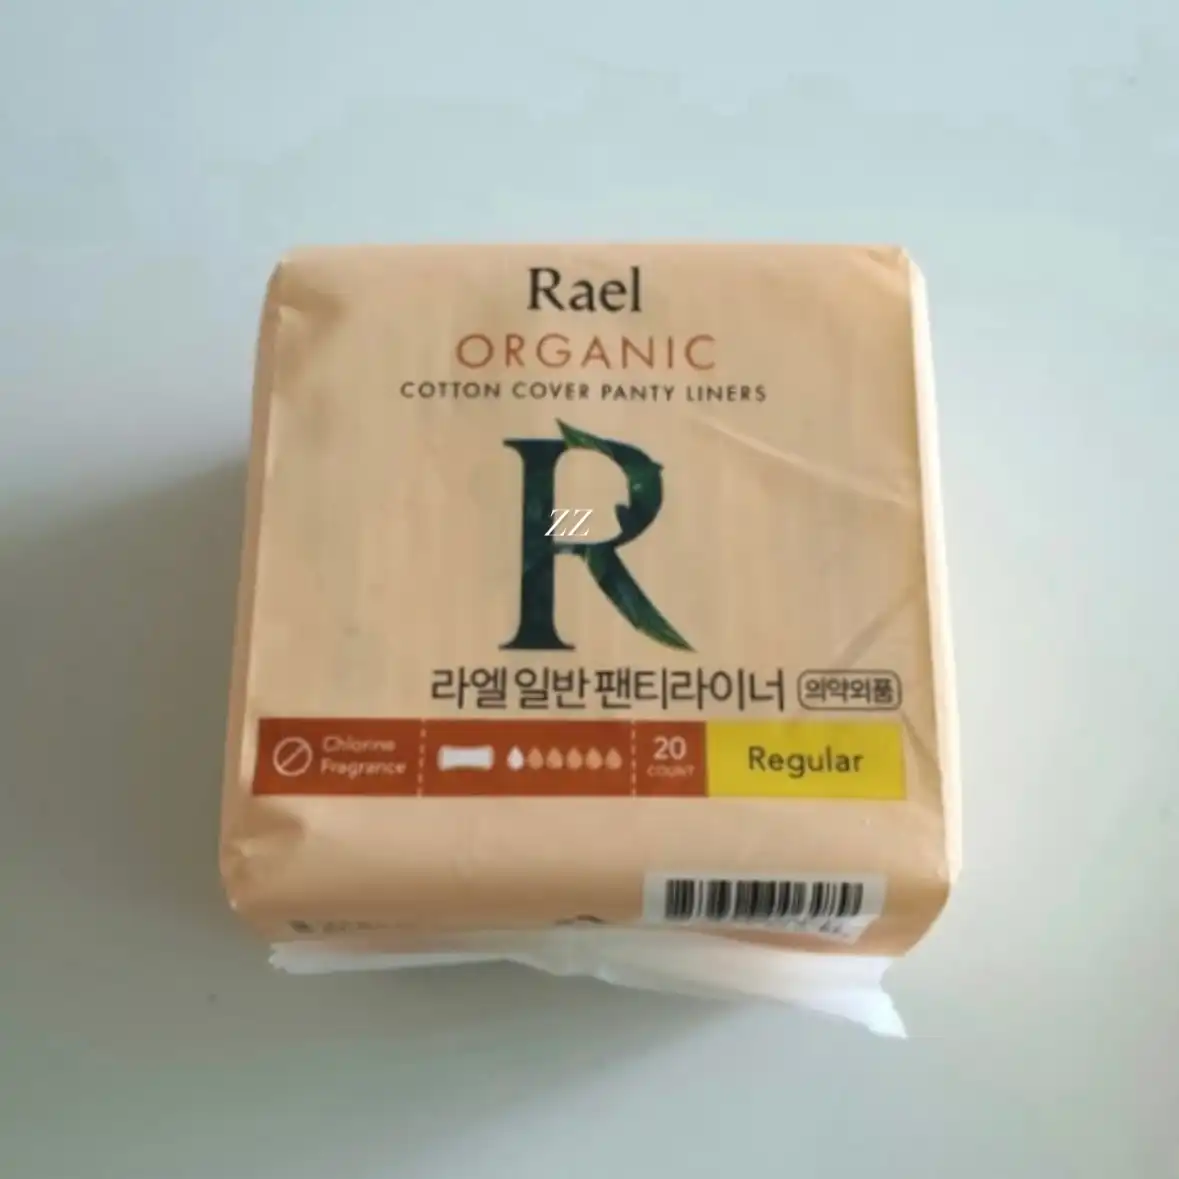 Rael
ORGANIC
COTTON COVER PANTY LINERS
R
ZZ
라엘 일반 팬티라이너 의약외품
Chlorine
Fragrance
20
COUNT
Regular